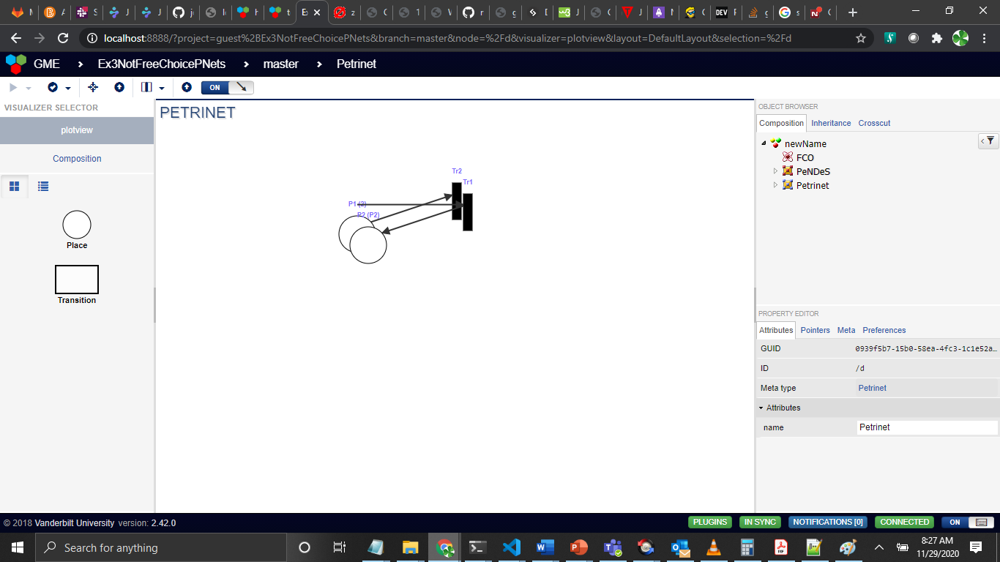 localhost:8888/?project=guest%2BEx3NotFreeChoicePNets&branch=master&node=%2Fd&visualizer=plotview&layout=DefaultLayout&selection=%2Fd
GME > Ex3NotFreeChoicePNets > master > Petrinet
ON
VISUALIZER SELECTOR
plotview
Composition
Place
Transition
PETRINET
Tr2
Tr1
P1 (3)
P2 (P2)
OBJECT BROWSER
Composition Inheritance Crosscut
newName
FCO
PeNDeS
Petrinet
PROPERTY EDITOR
Attributes Pointers Meta Preferences
GUID 0939f5b7-15b0-58ea-4fc3-1c1e52a…
ID /d
Meta type Petrinet
Attributes
name Petrinet
© 2018 Vanderbilt University version: 2.42.0
PLUGINS IN SYNC NOTIFICATIONS [0] CONNECTED ON
Search for anything
8:27 AM
11/29/2020